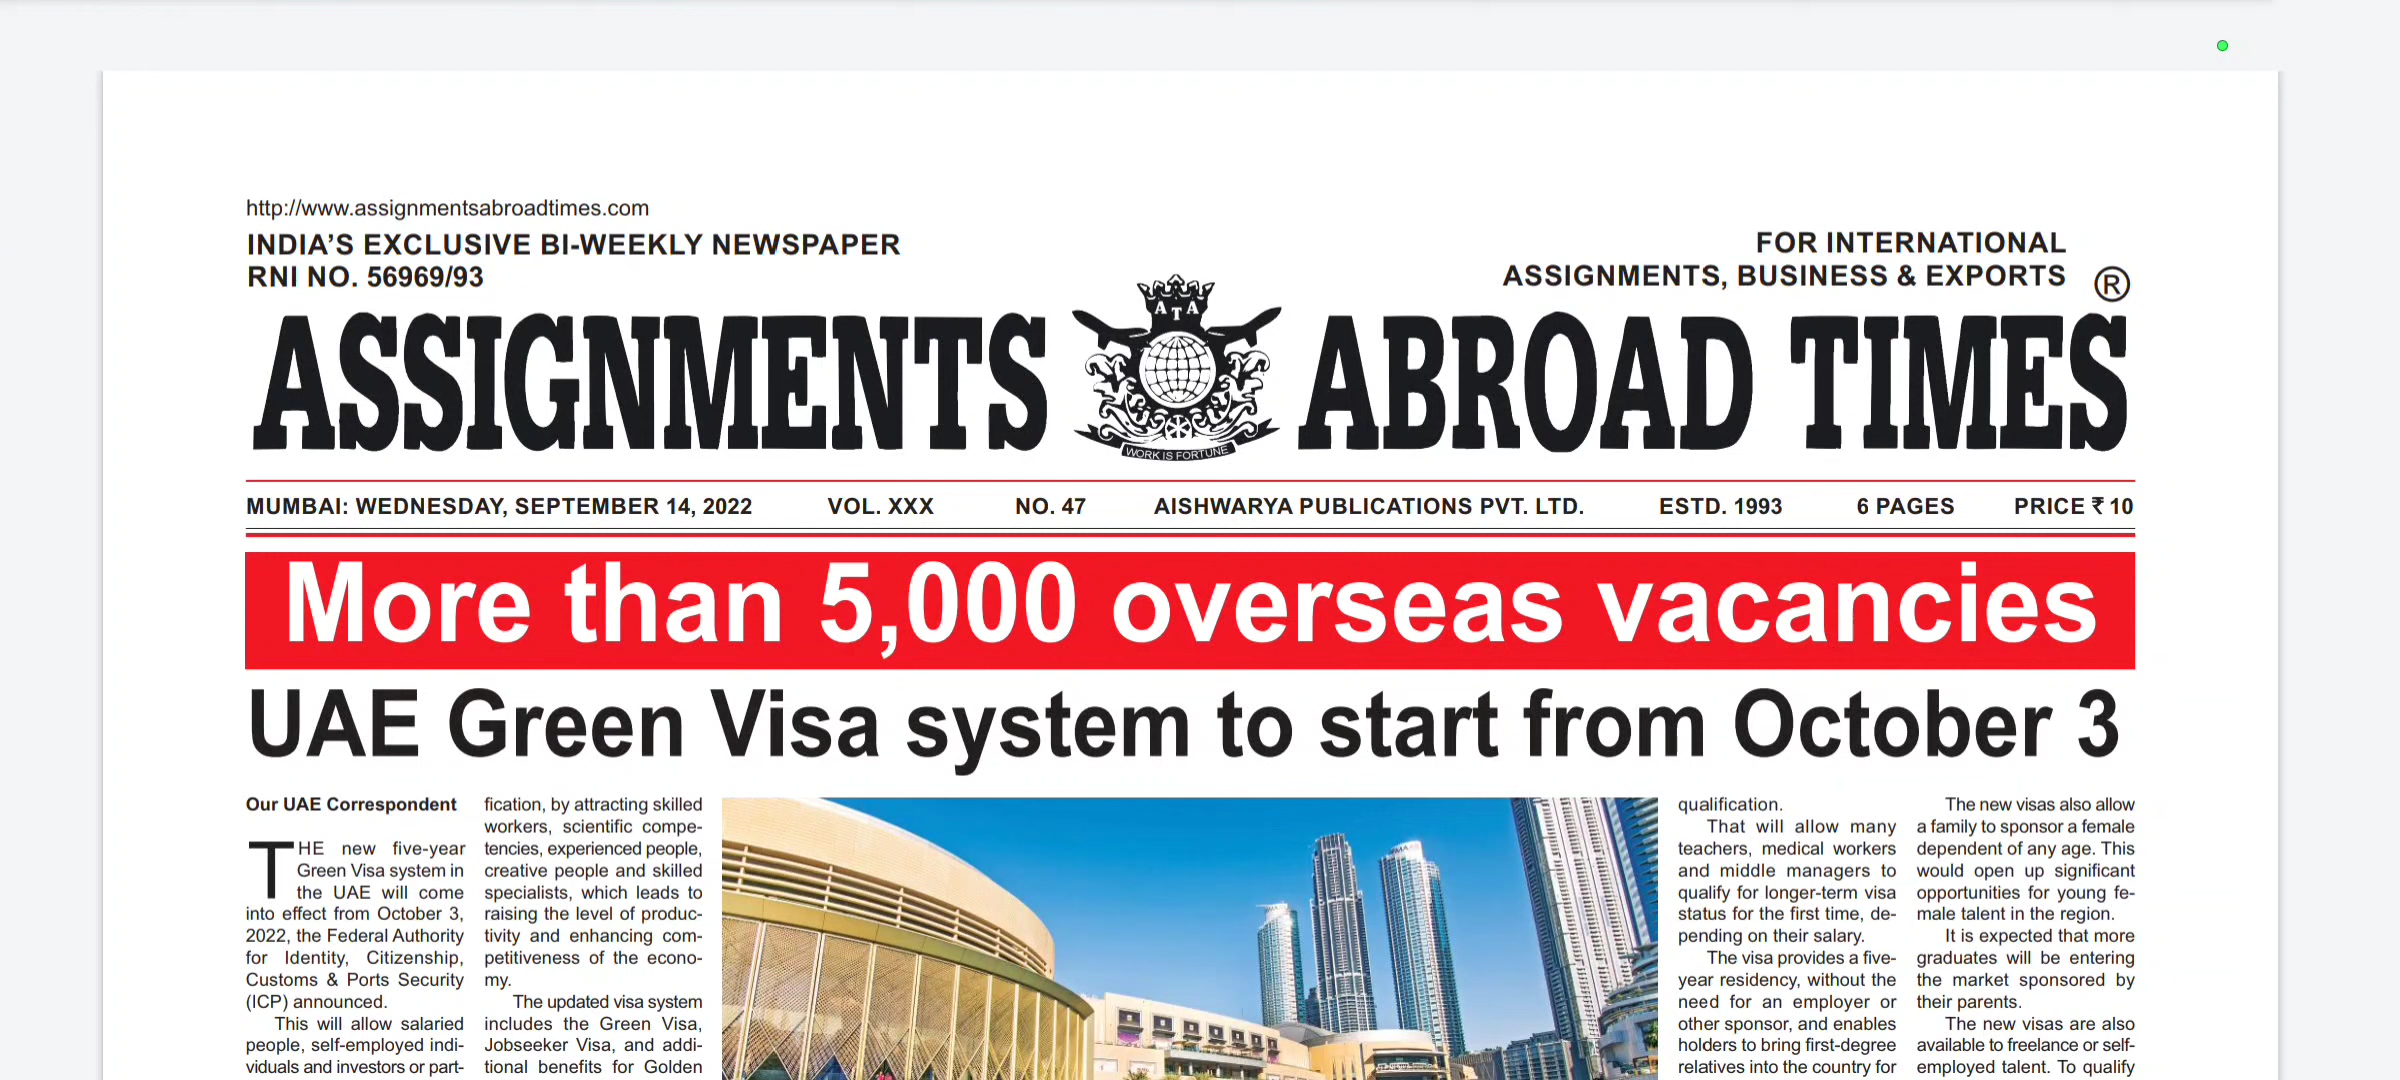 http://www.assignmentsabroadtimes.com
INDIA’S EXCLUSIVE BI-WEEKLY NEWSPAPER
RNI NO. 56969/93
FOR INTERNATIONAL
ASSIGNMENTS, BUSINESS & EXPORTS
®
ASSIGNMENTS ABROAD TIMES
ATA
WORK IS FORTUNE
MUMBAI: WEDNESDAY, SEPTEMBER 14, 2022 VOL. XXX NO. 47 AISHWARYA PUBLICATIONS PVT. LTD. ESTD. 1993 6 PAGES PRICE ₹ 10
More than 5,000 overseas vacancies
UAE Green Visa system to start from October 3
Our UAE Correspondent
THE new five-year
Green Visa system in
the UAE will come
into effect from October 3,
2022, the Federal Authority
for Identity, Citizenship,
Customs & Ports Security
(ICP) announced.
This will allow salaried
people, self-employed indi-
viduals and investors or part-
fication, by attracting skilled
workers, scientific compe-
tencies, experienced people,
creative people and skilled
specialists, which leads to
raising the level of produc-
tivity and enhancing com-
petitiveness of the econo-
my.
The updated visa system
includes the Green Visa,
Jobseeker Visa, and addi-
tional benefits for Golden
qualification.
That will allow many
teachers, medical workers
and middle managers to
qualify for longer-term visa
status for the first time, de-
pending on their salary.
The visa provides a five-
year residency, without the
need for an employer or
other sponsor, and enables
holders to bring first-degree
relatives into the country for
The new visas also allow
a family to sponsor a female
dependent of any age. This
would open up significant
opportunities for young fe-
male talent in the region.
It is expected that more
graduates will be entering
the market sponsored by
their parents.
The new visas are also
available to freelance or self-
employed talent. To qualify